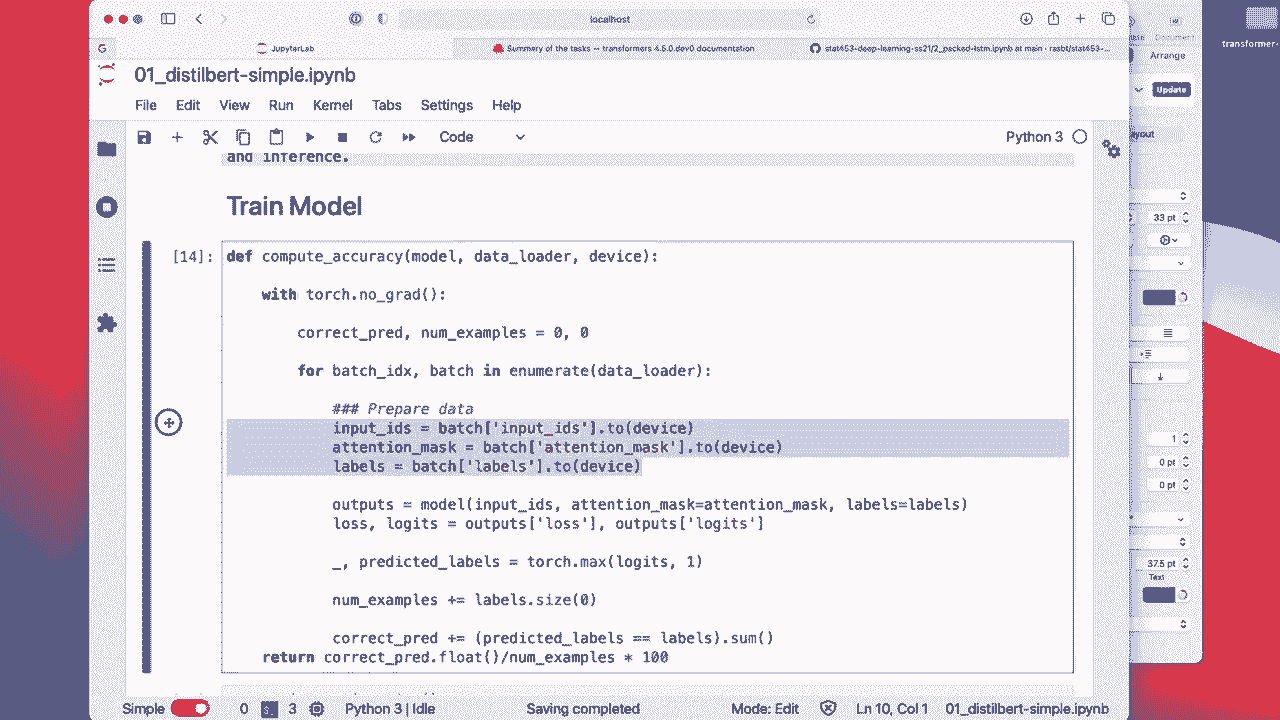 localhost
G
JupyterLab
Summary of the tasks — transformers 4.5.0.dev0 documentation
stat453-deep-learning-ss21/2_packed-lstm.ipynb at main · rasbt/stat453-...
Document
transformer-
Arrange
Update
01_distilbert-simple.ipynb
File Edit View Run Kernel Tabs Settings Help
Code
Python 3
and inference.
Train Model
[14]:
def compute_accuracy(model, data_loader, device):
with torch.no_grad():
correct_pred, num_examples = 0, 0
for batch_idx, batch in enumerate(data_loader):
### Prepare data
input_ids = batch['input_ids'].to(device)
attention_mask = batch['attention_mask'].to(device)
labels = batch['labels'].to(device)
outputs = model(input_ids, attention_mask=attention_mask, labels=labels)
loss, logits = outputs['loss'], outputs['logits']
_, predicted_labels = torch.max(logits, 1)
num_examples += labels.size(0)
correct_pred += (predicted_labels == labels).sum()
return correct_pred.float()/num_examples * 100
33 pt
1
0 pt
0 pt
37.5 pt
Text
Simple 0 3 Python 3 | Idle Saving completed Mode: Edit Ln 10, Col 1 01_distilbert-simple.ipynb